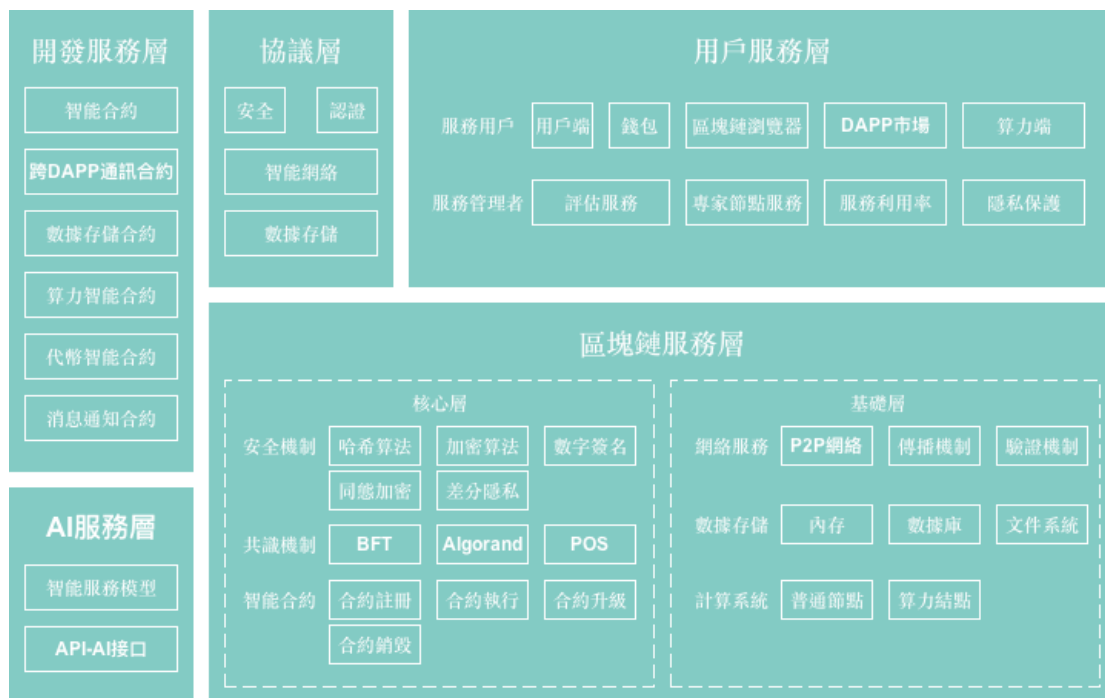 開發服務層
智能合約
跨DAPP通訊合約
數據存儲合約
算力智能合約
代幣智能合約
消息通知合約
協議層
安全 認證
智能網絡
數據存儲
用戶服務層
服務用戶 用戶端 錢包 區塊鏈瀏覽器 DAPP市場 算力端
服務管理者 評估服務 專家節點服務 服務利用率 隱私保護
AI服務層
智能服務模型
API-AI接口
區塊鏈服務層
核心層
安全機制 哈希算法 加密算法 數字簽名
同態加密 差分隱私
共識機制 BFT Algorand POS
智能合約 合約註冊 合約執行 合約升級
合約銷毀
基礎層
網絡服務 P2P網絡 傳播機制 驗證機制
數據存儲 內存 數據庫 文件系統
計算系統 普通節點 算力結點